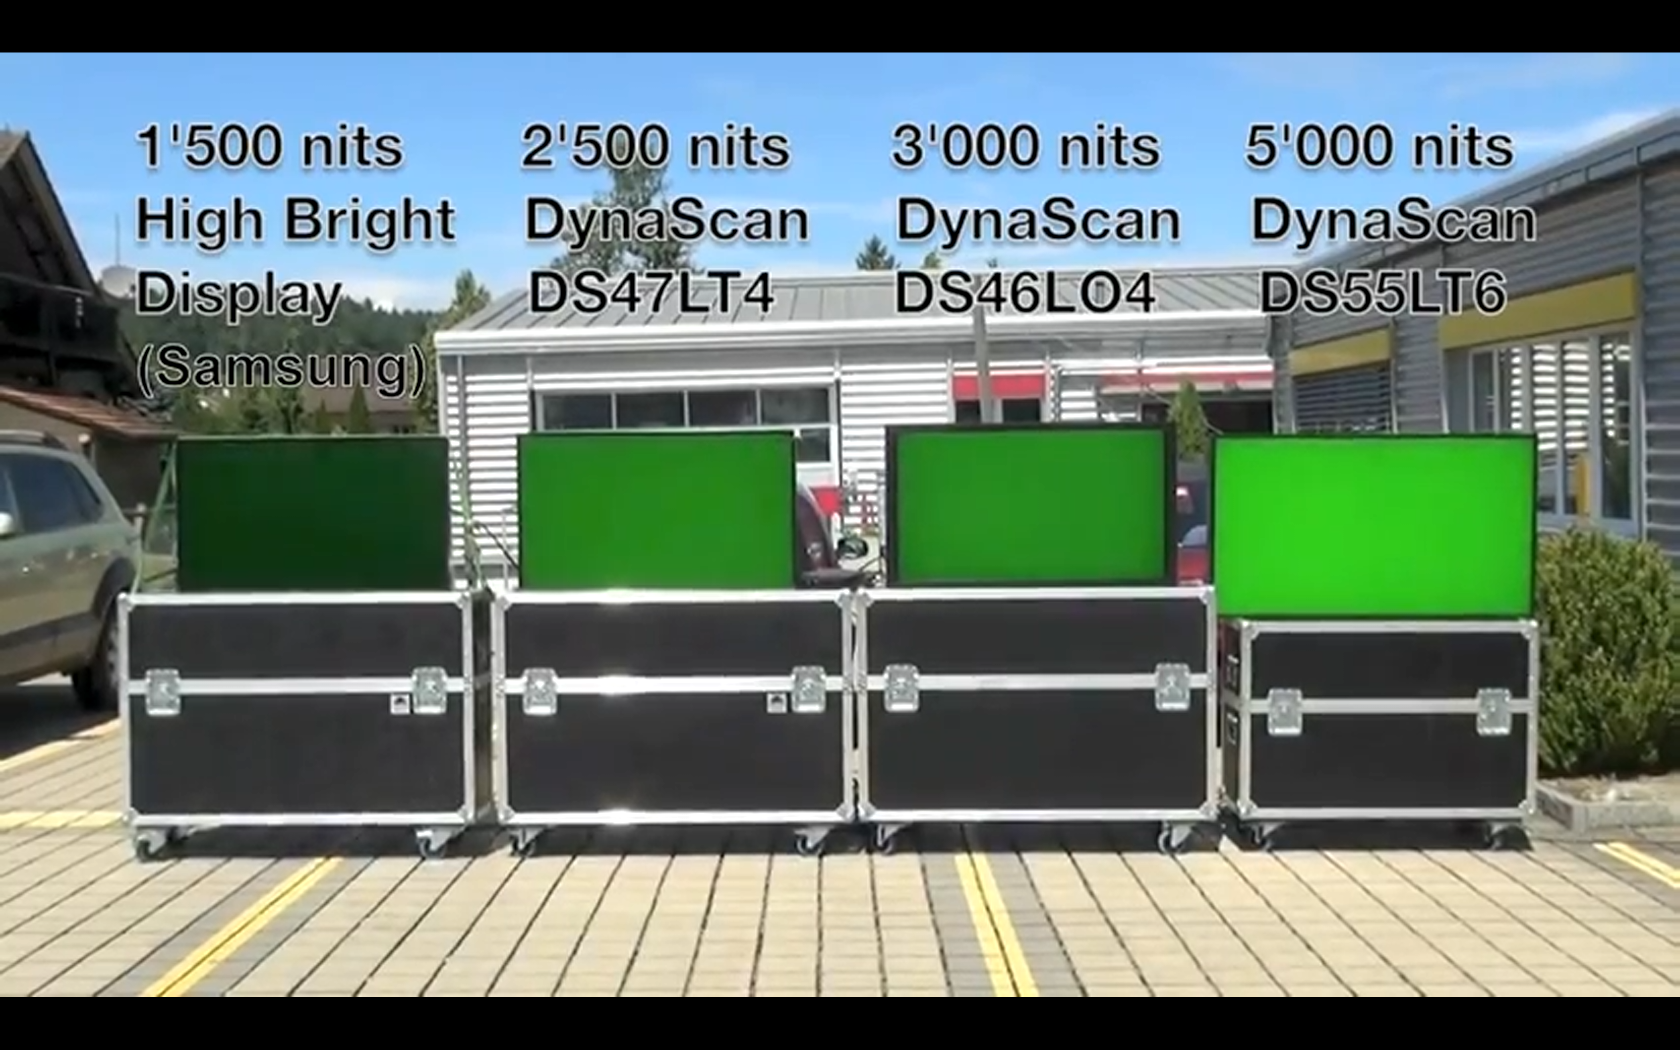 1'500 nits
High Bright
Display
(Samsung)
2'500 nits
DynaScan
DS47LT4
3'000 nits
DynaScan
DS46LO4
5'000 nits
DynaScan
DS55LT6